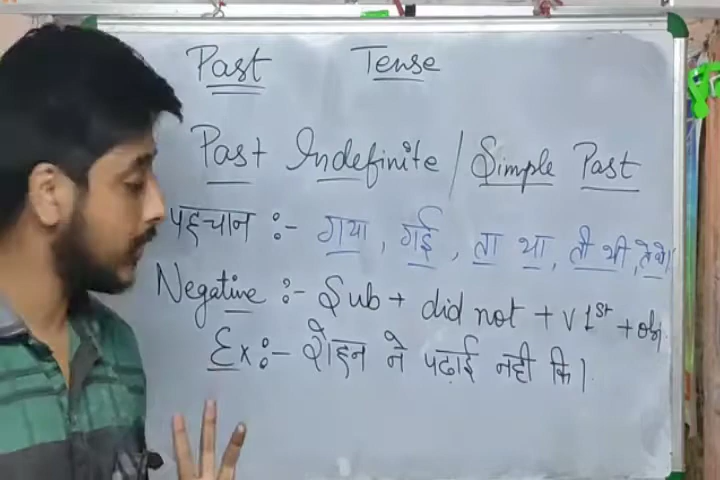 Past Tense
Past Indefinite / Simple Past
पहचान :- गया, गई, ता था, ती थी, ते थे।
Negative :- Sub + did not + V 1st + obj
Ex :- रोहन ने पढ़ाई नही कि।